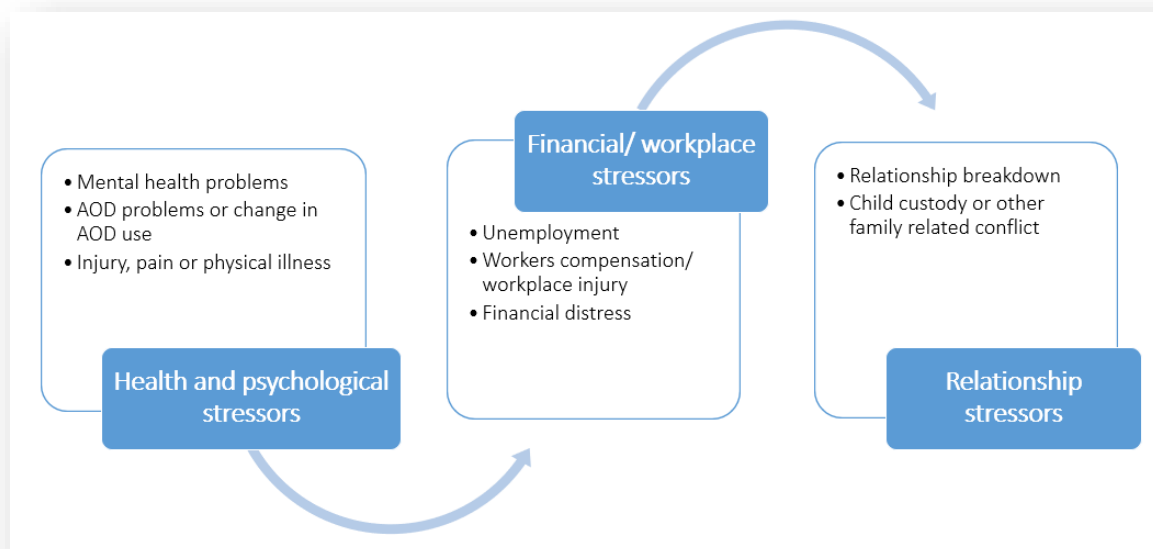 • Mental health problems
• AOD problems or change in
AOD use
• Injury, pain or physical illness
Health and psychological
stressors
Financial/ workplace
stressors
• Unemployment
• Workers compensation/
workplace injury
• Financial distress
• Relationship breakdown
• Child custody or other
family related conflict
Relationship
stressors